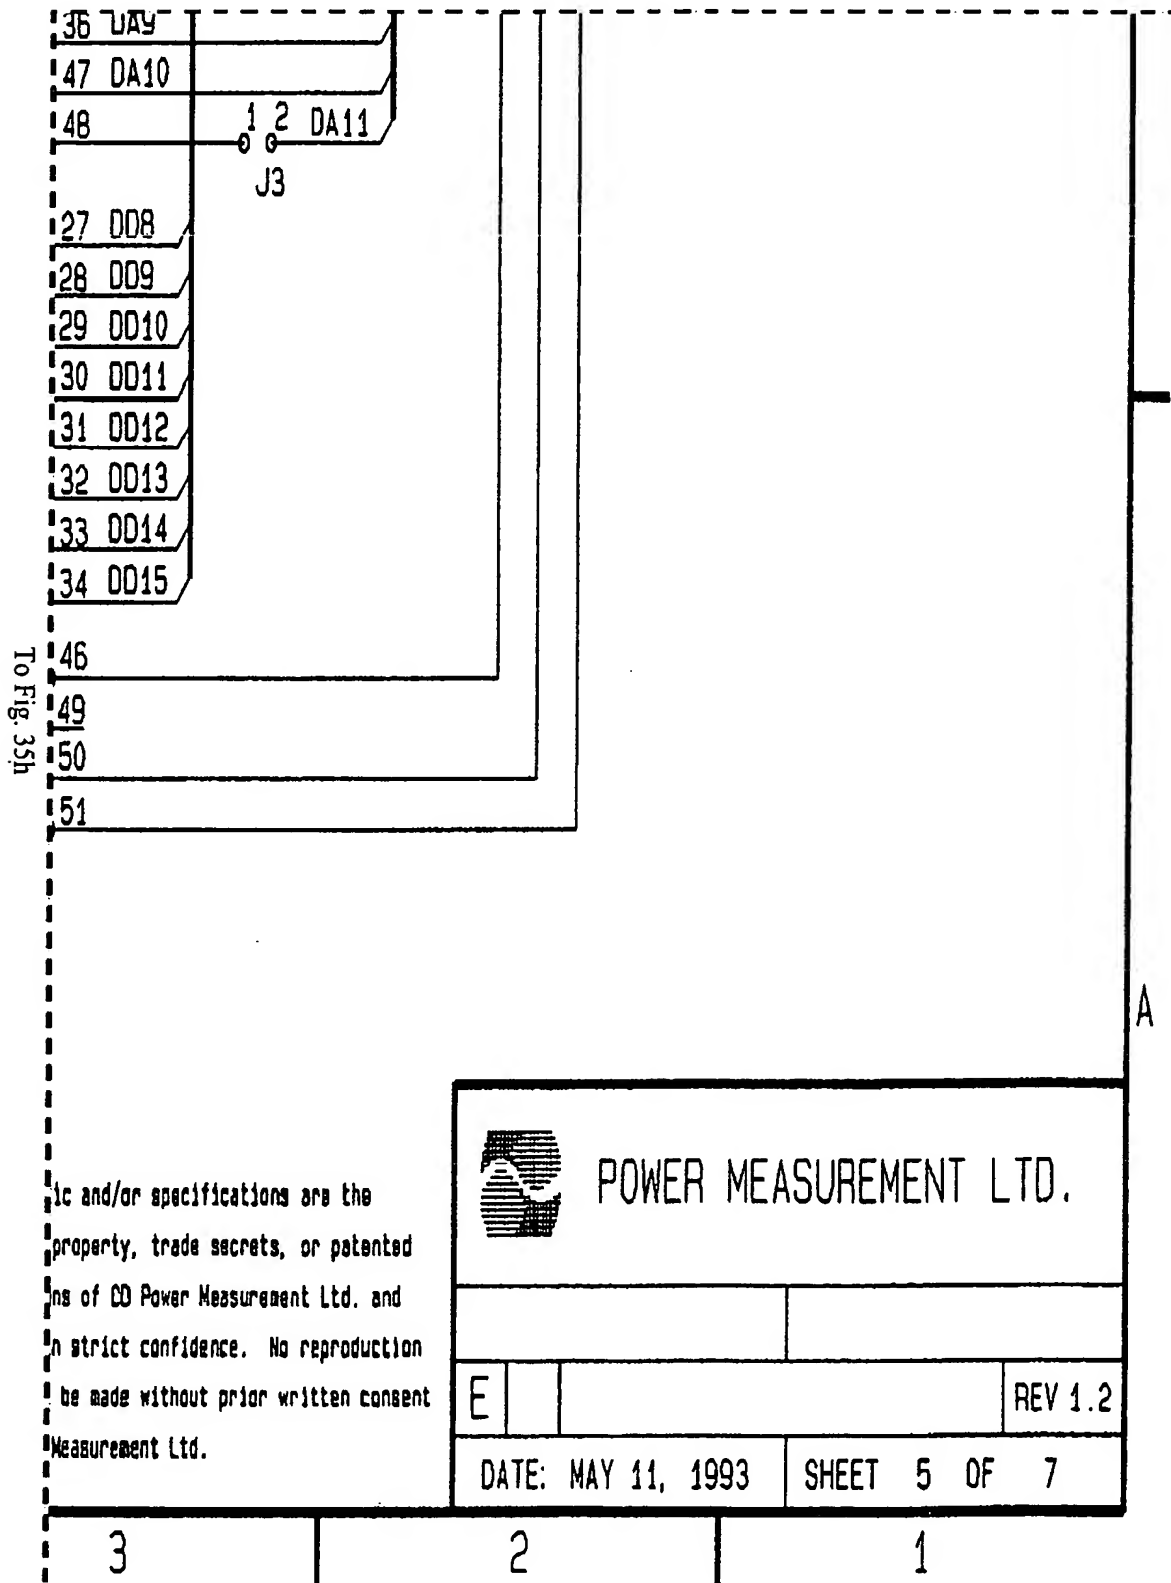 36 DA9
47 DA10
48
1 2 DA11
J3
27 DD8
28 DD9
29 DD10
30 DD11
31 DD12
32 DD13
33 DD14
34 DD15
46
49
50
51
To Fig. 35h
A
POWER MEASUREMENT LTD.
ic and/or specifications are the
property, trade secrets, or patented
ns of CD Power Measurement Ltd. and
n strict confidence. No reproduction
be made without prior written consent
Measurement Ltd.
E
REV 1.2
DATE: MAY 11, 1993
SHEET 5 OF 7
3
2
1